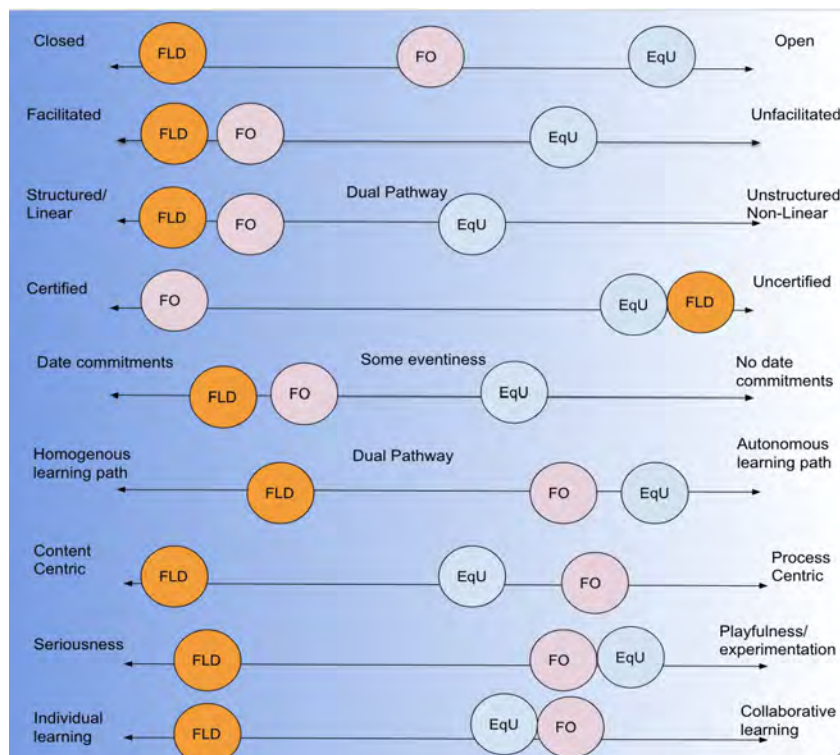 Closed
FLD
FO
EqU
Open
Facilitated
FLD
FO
EqU
Unfacilitated
Structured/
Linear
FLD
FO
Dual Pathway
EqU
Unstructured
Non-Linear
Certified
FO
EqU
FLD
Uncertified
Date commitments
FLD
FO
Some eventiness
EqU
No date
commitments
Homogenous
learning path
FLD
Dual Pathway
FO
EqU
Autonomous
learning path
Content
Centric
FLD
EqU
FO
Process
Centric
Seriousness
FLD
FO
EqU
Playfulness/
experimentation
Individual
learning
FLD
EqU
FO
Collaborative
learning